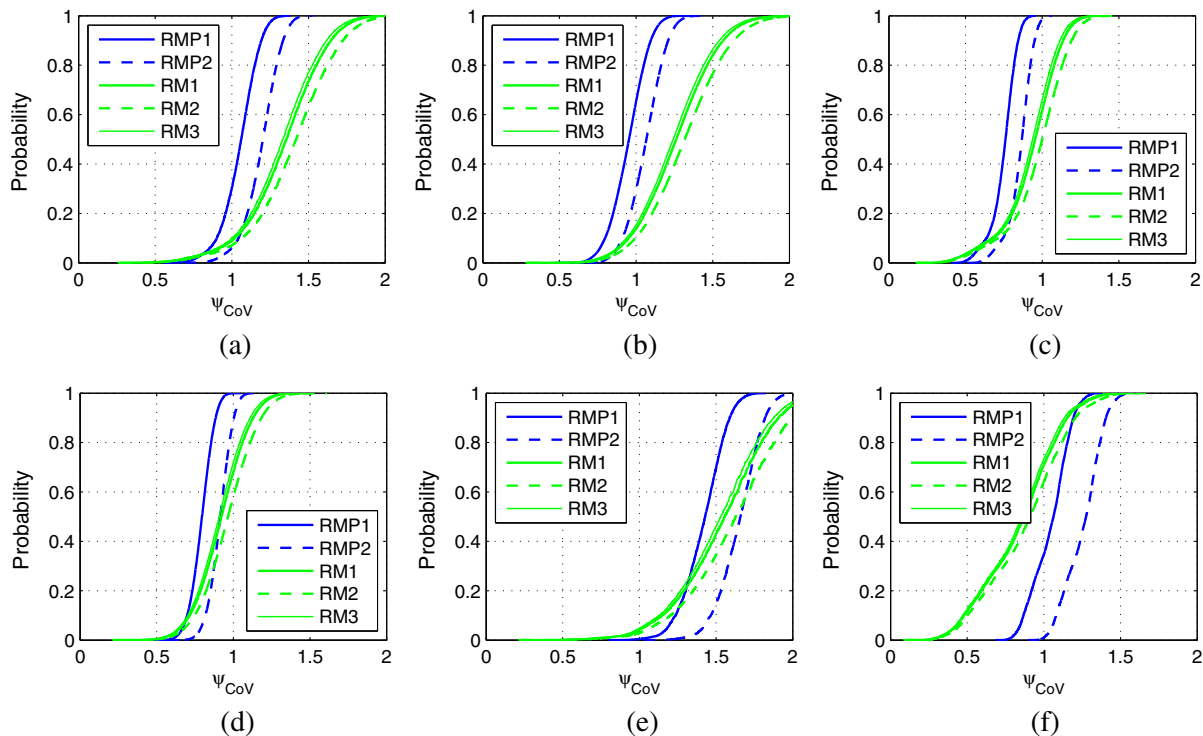 1
0.8
0.6
0.4
0.2
0
Probability
RMP1
RMP2
RM1
RM2
RM3
0
0.5
1
1.5
2
ΨCoV
(a)
1
0.8
0.6
0.4
0.2
0
Probability
RMP1
RMP2
RM1
RM2
RM3
0
0.5
1
1.5
2
ΨCoV
(b)
1
0.8
0.6
0.4
0.2
0
Probability
RMP1
RMP2
RM1
RM2
RM3
0
0.5
1
1.5
2
ΨCoV
(c)
1
0.8
0.6
0.4
0.2
0
Probability
RMP1
RMP2
RM1
RM2
RM3
0
0.5
1
1.5
2
ΨCoV
(d)
1
0.8
0.6
0.4
0.2
0
Probability
RMP1
RMP2
RM1
RM2
RM3
0
0.5
1
1.5
2
ΨCoV
(e)
1
0.8
0.6
0.4
0.2
0
Probability
RMP1
RMP2
RM1
RM2
RM3
0
0.5
1
1.5
2
ΨCoV
(f)